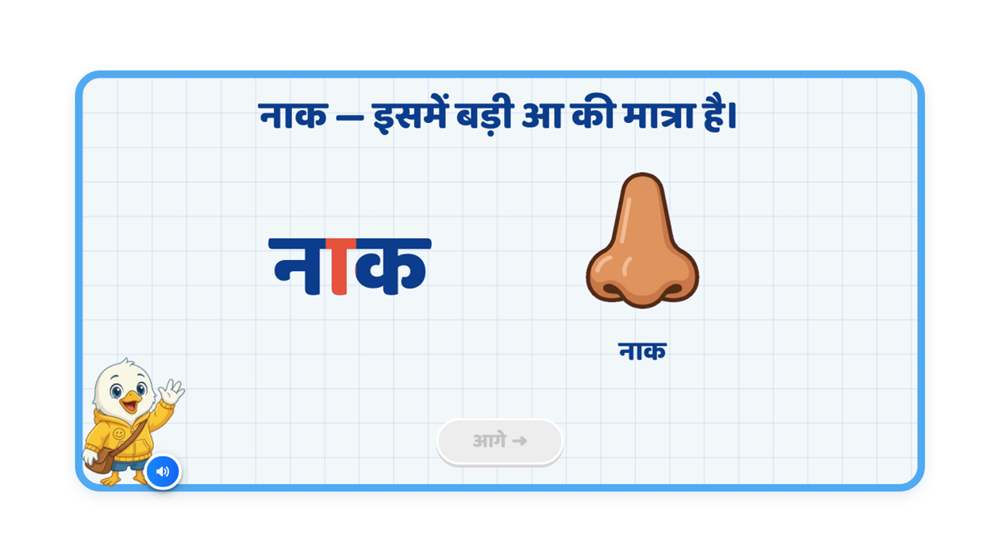 नाक — इसमें बड़ी आ की मात्रा है।
नाक
नाक
आगे →